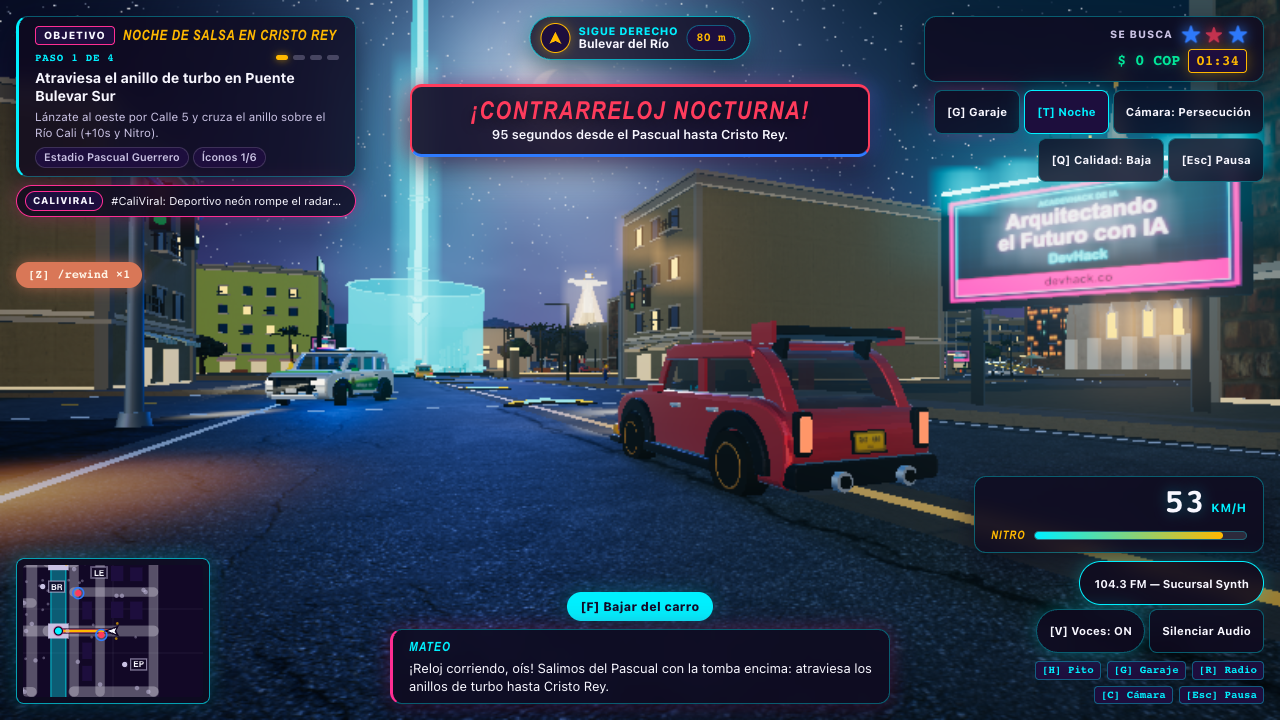 OBJETIVO NOCHE DE SALSA EN CRISTO REY
PASO 1 DE 4
Atraviesa el anillo de turbo en Puente
Bulevar Sur
Lánzate al oeste por Calle 5 y cruza el anillo sobre el
Río Cali (+10s y Nitro).
Estadio Pascual Guerrero Íconos 1/6
CALIVIRAL #CaliViral: Deportivo neón rompe el radar...
[Z] /rewind ×1
SIGUE DERECHO
Bulevar del Río
80 m
¡CONTRARRELOJ NOCTURNA!
95 segundos desde el Pascual hasta Cristo Rey.
SE BUSCA
$ 0 COP 01:34
[G] Garaje [T] Noche Cámara: Persecución
[Q] Calidad: Baja [Esc] Pausa
Arquitectando
el Futuro con IA
DevHack
devhack.co
53 KM/H
NITRO
104.3 FM — Sucursal Synth
[V] Voces: ON Silenciar Audio
[H] Pito [G] Garaje [R] Radio
[C] Cámara [Esc] Pausa
LE
BR
EP
[F] Bajar del carro
MATEO
¡Reloj corriendo, oís! Salimos del Pascual con la tomba encima: atraviesa los
anillos de turbo hasta Cristo Rey.